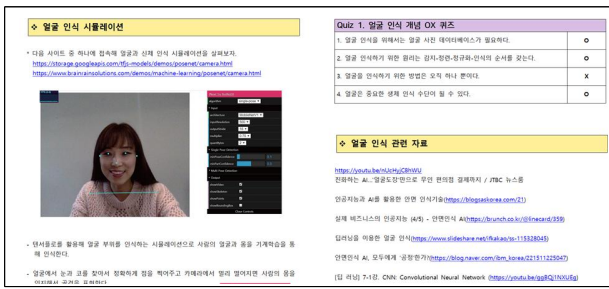 ❖ 얼굴 인식 시뮬레이션
* 다음 사이트 중 하나에 접속해 얼굴과 신체 인식 시뮬레이션을 살펴보자.
https://storage.googleapis.com/tfjs-models/demos/posenet/camera.html
https://www.brainrainsolutions.com/demos/machine-learning/posenet/camera.html
- 텐서플로를 활용해 얼굴 부위를 인식하는 시뮬레이션으로 사람의 얼굴과 몸을 기계학습을 통
해 인식한다.
- 얼굴에서 눈과 코를 찾아서 정확하게 점을 찍어주고 카메라에서 멀리 떨어지면 사람의 몸을
Quiz 1. 얼굴 인식 개념 OX 퀴즈
1. 얼굴 인식을 위해서는 얼굴 사진 데이터베이스가 필요하다. O
2. 얼굴 인식하기 위한 원리는 감지-정련-정규화-인식의 순서를 갖는다. O
3. 얼굴을 인식하기 위한 방법은 오직 하나 뿐이다. X
4. 얼굴은 중요한 생체 인식 수단이 될 수 있다. O
❖ 얼굴 인식 관련 자료
https://youtu.be/nUcHyjC8hWU
진화하는 AI...'얼굴도장'만으로 무인 편의점 결제까지 / JTBC 뉴스룸
인공지능과 AI를 활용한 안면 인식기술(https://blogsaskorea.com/21)
실제 비즈니스의 인공지능 (4/5) - 안면인식 AI(https://brunch.co.kr/@linecard/359)
딥러닝을 이용한 얼굴 인식(https://www.slideshare.net/ifkakao/ss-113328045)
안면인식 AI, 모두에게 '공정'한가?(https://blog.naver.com/ibm_korea/221511225047)
[딥 러닝] 7-1강. CNN: Convolutional Neural Network (https://youtu.be/ggBQj1NXUEg)